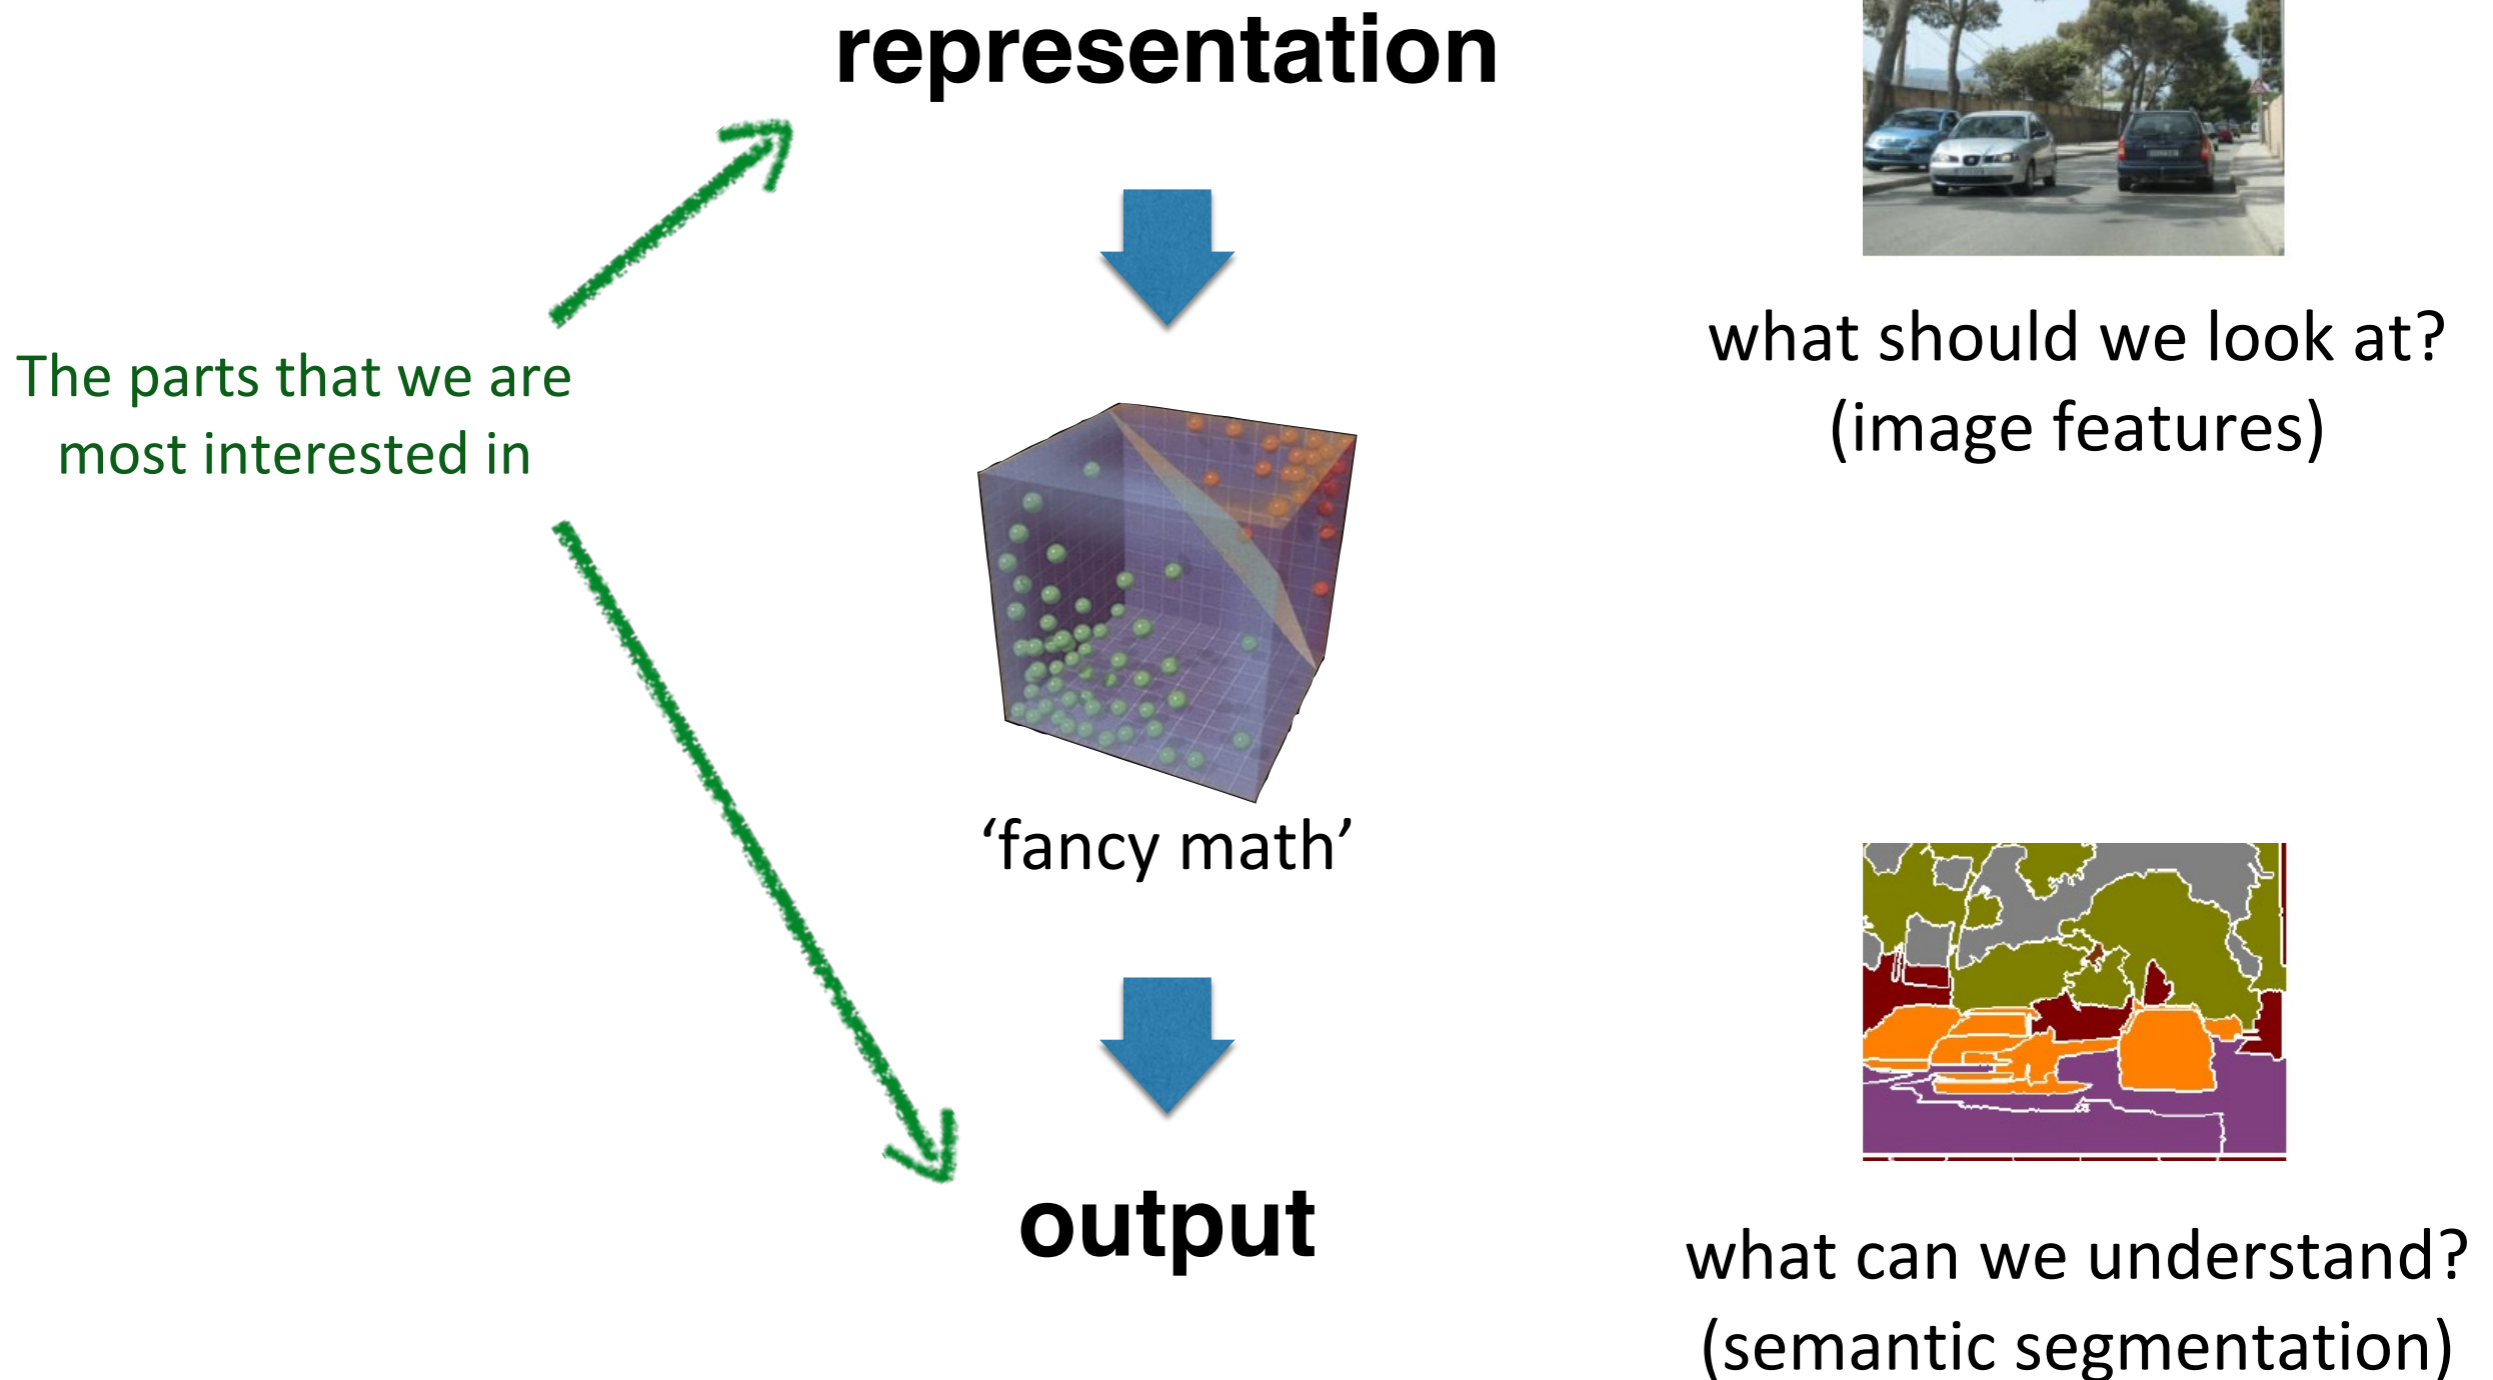 representation
The parts that we are
most interested in
what should we look at?
(image features)
‘fancy math’
output
what can we understand?
(semantic segmentation)